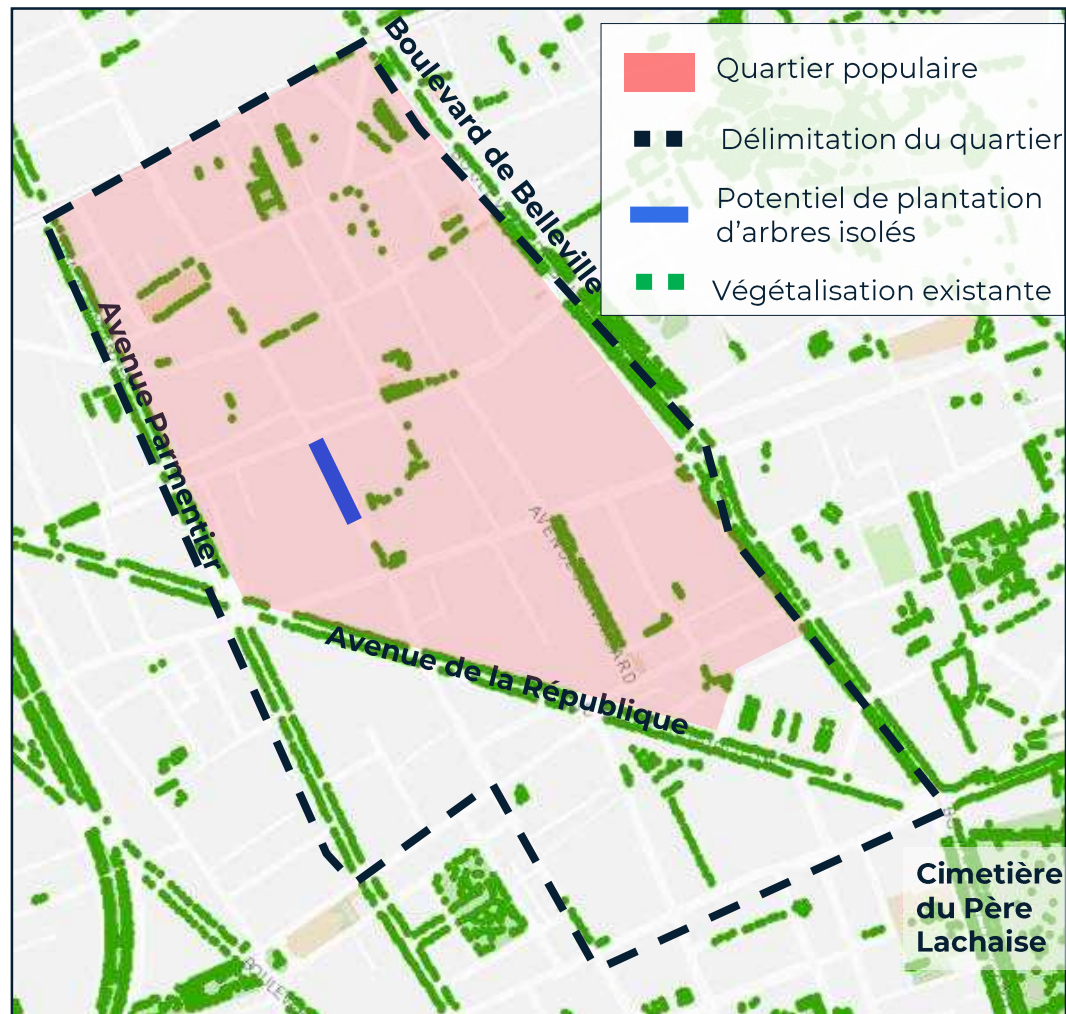 Boulevard de Belleville
Quartier populaire
Délimitation du quartier
Potentiel de plantation
d'arbres isolés
Végétalisation existante
Avenue Parmentier
Avenue de la République
Cimetière
du Père
Lachaise